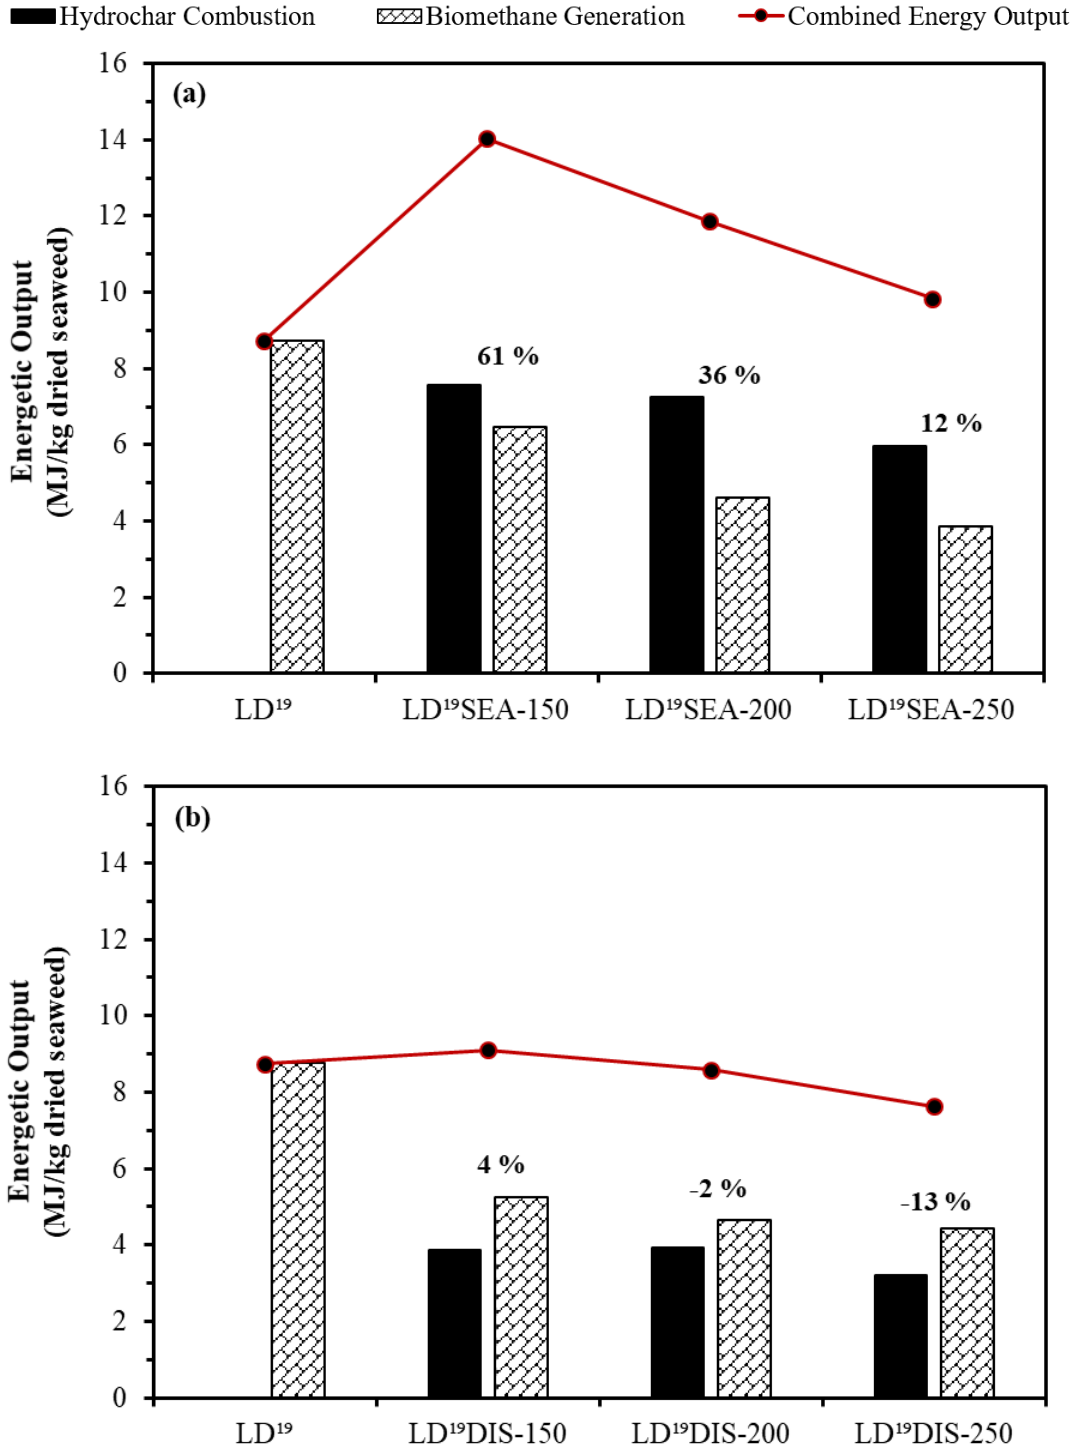 Hydrochar Combustion Biomethane Generation Combined Energy Output
(a)
16
14
12
10
8
6
4
2
0
Energetic Output
(MJ/kg dried seaweed)
61 %
36 %
12 %
LD¹⁹ LD¹⁹SEA-150 LD¹⁹SEA-200 LD¹⁹SEA-250
(b)
16
14
12
10
8
6
4
2
0
Energetic Output
(MJ/kg dried seaweed)
4 %
-2 %
-13 %
LD¹⁹ LD¹⁹DIS-150 LD¹⁹DIS-200 LD¹⁹DIS-250